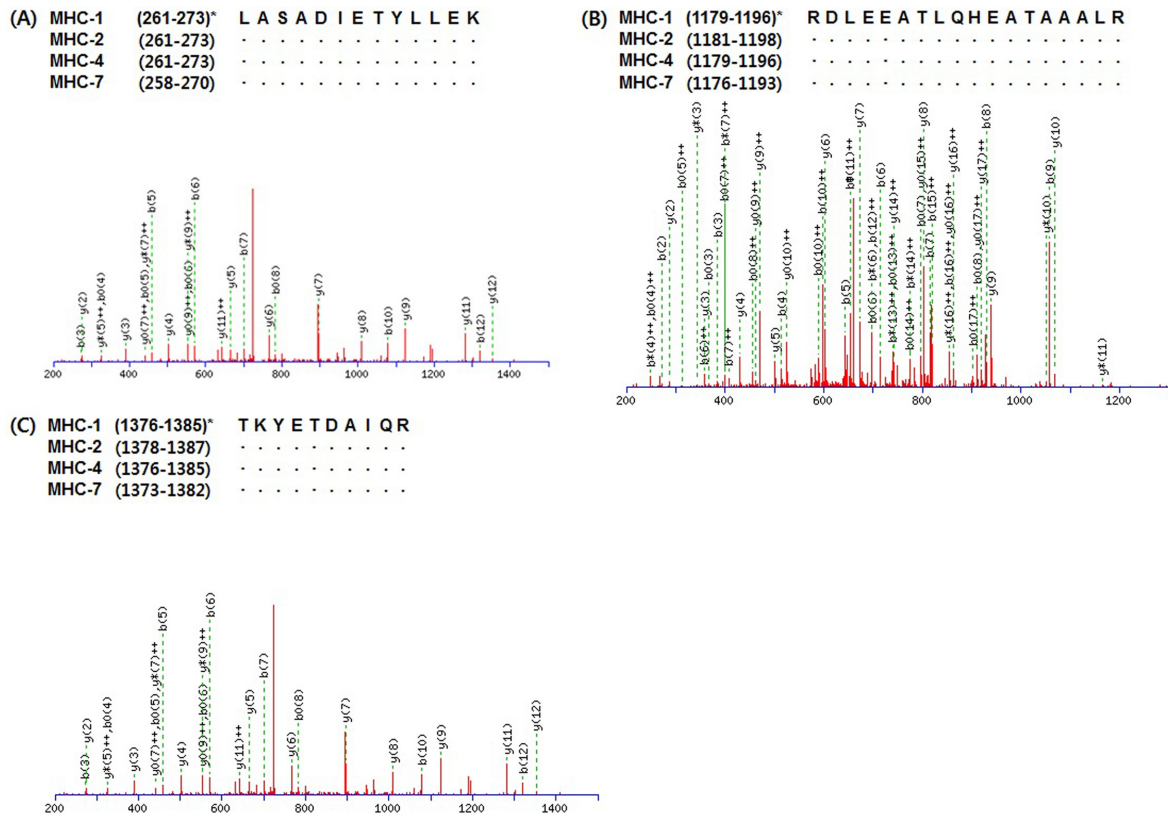 (A) MHC-1 (261-273)* L A S A D I E T Y L L E K
MHC-2 (261-273) . . . . . . . . . . . . .
MHC-4 (261-273) . . . . . . . . . . . . .
MHC-7 (258-270) . . . . . . . . . . . . .
b(3)
y(2)
y*(5)++,b0(4)
y(3)
y0(7)++,b0(5),y*(7)++
b(5)
y(4)
y0(9)++,b0(6)
y*(9)++
b(6)
y(11)++
y(5)
b(7)
y(6)
b0(8)
y(7)
y(8)
b(10)
y(9)
y(11)
b(12)
y(12)
200 400 600 800 1000 1200 1400
(B) MHC-1 (1179-1196)* R D L E E A T L Q H E A T A A A L R
MHC-2 (1181-1198) . . . . . . . . . . . . . . . . . .
MHC-4 (1179-1196) . . . . . . . . . . . . . . . . . .
MHC-7 (1176-1193) . . . . . . . . . . . . . . . . . .
b*(4)++,b0(4)++
b(2)
y(2)
b0(5)++
y*(3)
b(6)++
y(3)
b0(3)
b(3)
b0(7)++
b*(7)++
b(7)++
y(4)
b0(8)++
y0(9)++
y(9)++
y(5)
b(4)
y0(10)++
b0(10)++
b(10)++
y(6)
b(5)
(11)++
y(7)
b0(6)
b*(6),b(12)++
b(6)
b*(13)++,b0(13)++
y(14)++
b0(14)++
b*(14)++
b0(7)
y0(15)++
y(8)
b(7)
b(15)++
y*(16)++,b(16)++
y0(16)++
y(16)++
b0(17)++
b0(8)
y0(17)++
y(17)++
b(8)
y(9)
y*(10)
b(9)
y(10)
y*(11)
200 400 600 800 1000 1200
(C) MHC-1 (1376-1385)* T K Y E T D A I Q R
MHC-2 (1378-1387) . . . . . . . . . .
MHC-4 (1376-1385) . . . . . . . . . .
MHC-7 (1373-1382) . . . . . . . . . .
b(3)
y(2)
y*(5)++,b0(4)
y(3)
y0(7)++,b0(5),y*(7)++
b(5)
y(4)
y0(9)++,b0(6)
y*(9)++
b(6)
y(11)++
y(5)
b(7)
y(6)
b0(8)
y(7)
y(8)
b(10)
y(9)
y(11)
b(12)
y(12)
200 400 600 800 1000 1200 1400